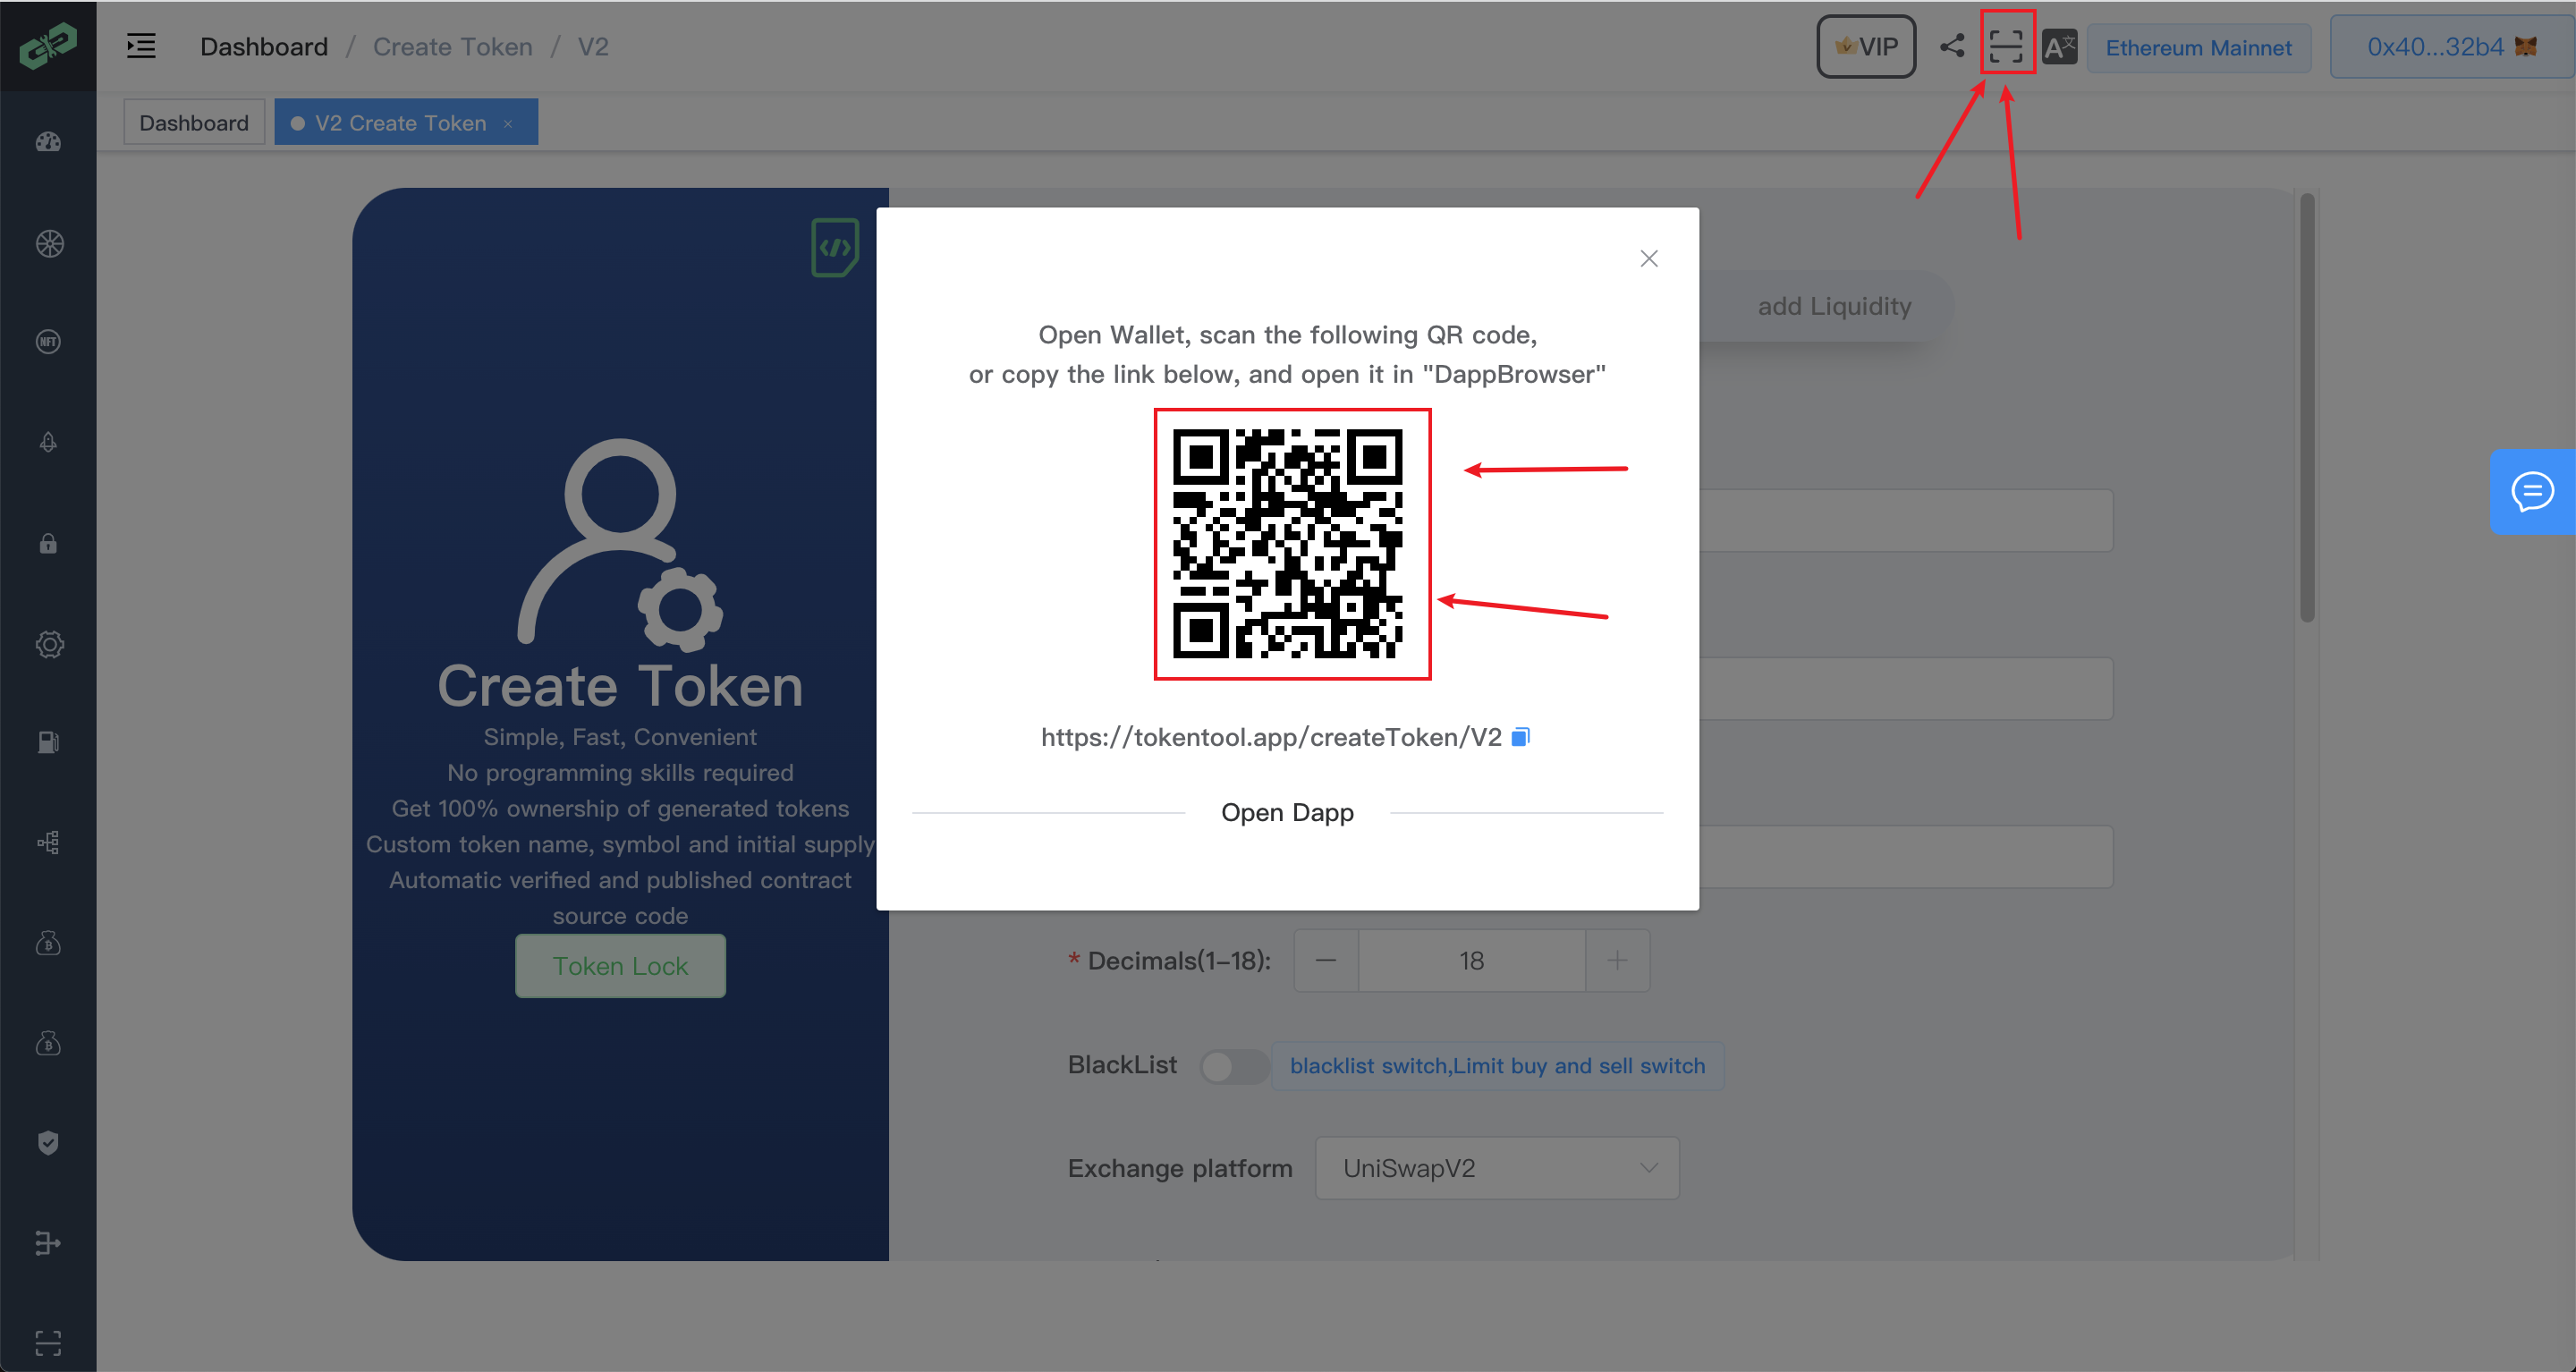 Dashboard / Create Token / V2
VIP
A文
Ethereum Mainnet
0x40...32b4
Dashboard
V2 Create Token ×
NFT
add Liquidity
Open Wallet, scan the following QR code,
or copy the link below, and open it in "DappBrowser"
https://tokentool.app/createToken/V2
Open Dapp
Create Token
Simple, Fast, Convenient
No programming skills required
Get 100% ownership of generated tokens
Custom token name, symbol and initial supply
Automatic verified and published contract
source code
Token Lock
* Decimals(1-18):
18
BlackList
blacklist switch,Limit buy and sell switch
Exchange platform
UniSwapV2